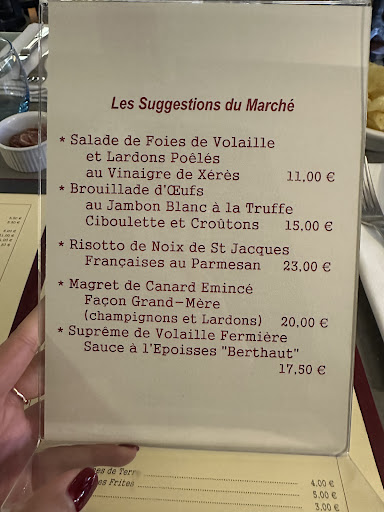 Les Suggestions du Marché
* Salade de Foies de Volaille
et Lardons Poêlés
au Vinaigre de Xérès 11,00 €
* Brouillade d'Œufs
au Jambon Blanc à la Truffe
Ciboulette et Croûtons 15.00 €
* Risotto de Noix de St Jacques
Françaises au Parmesan 23.00 €
* Magret de Canard Emincé
Façon Grand-Mère
(champignons et Lardons) 20,00 €
* Suprême de Volaille Fermière
Sauce à l'Epoisses "Berthaut"
17,50 €
de Terre
4.00 €
Frites 5.00 €
3.00 €